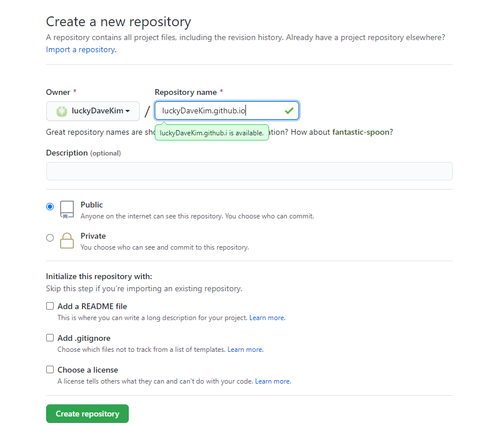 Create a new repository
A repository contains all project files, including the revision history. Already have a project repository elsewhere?
Import a repository.
Owner * Repository name *
luckyDaveKim / luckyDaveKim.github.io
Great repository names are sho ation? How about fantastic-spoon?
luckyDaveKim.github.i is available.
Description (optional)
Public
Anyone on the internet can see this repository. You choose who can commit.
Private
You choose who can see and commit to this repository.
Initialize this repository with:
Skip this step if you're importing an existing repository.
Add a README file
This is where you can write a long description for your project. Learn more.
Add .gitignore
Choose which files not to track from a list of templates. Learn more.
Choose a license
A license tells others what they can and can't do with your code. Learn more.
Create repository